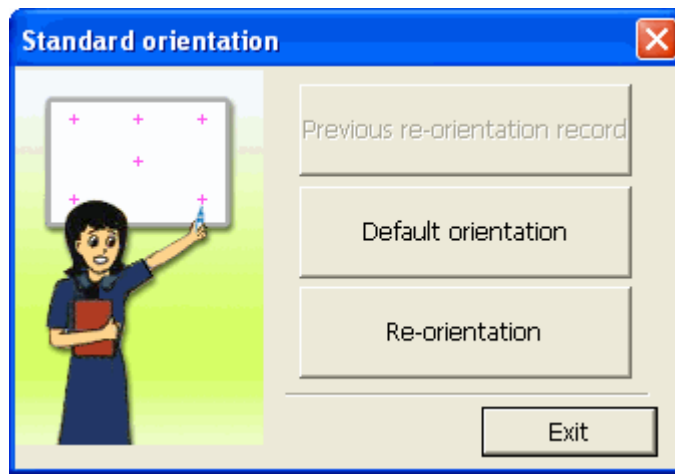 Standard orientation
Previous re-orientation record
Default orientation
Re-orientation
Exit